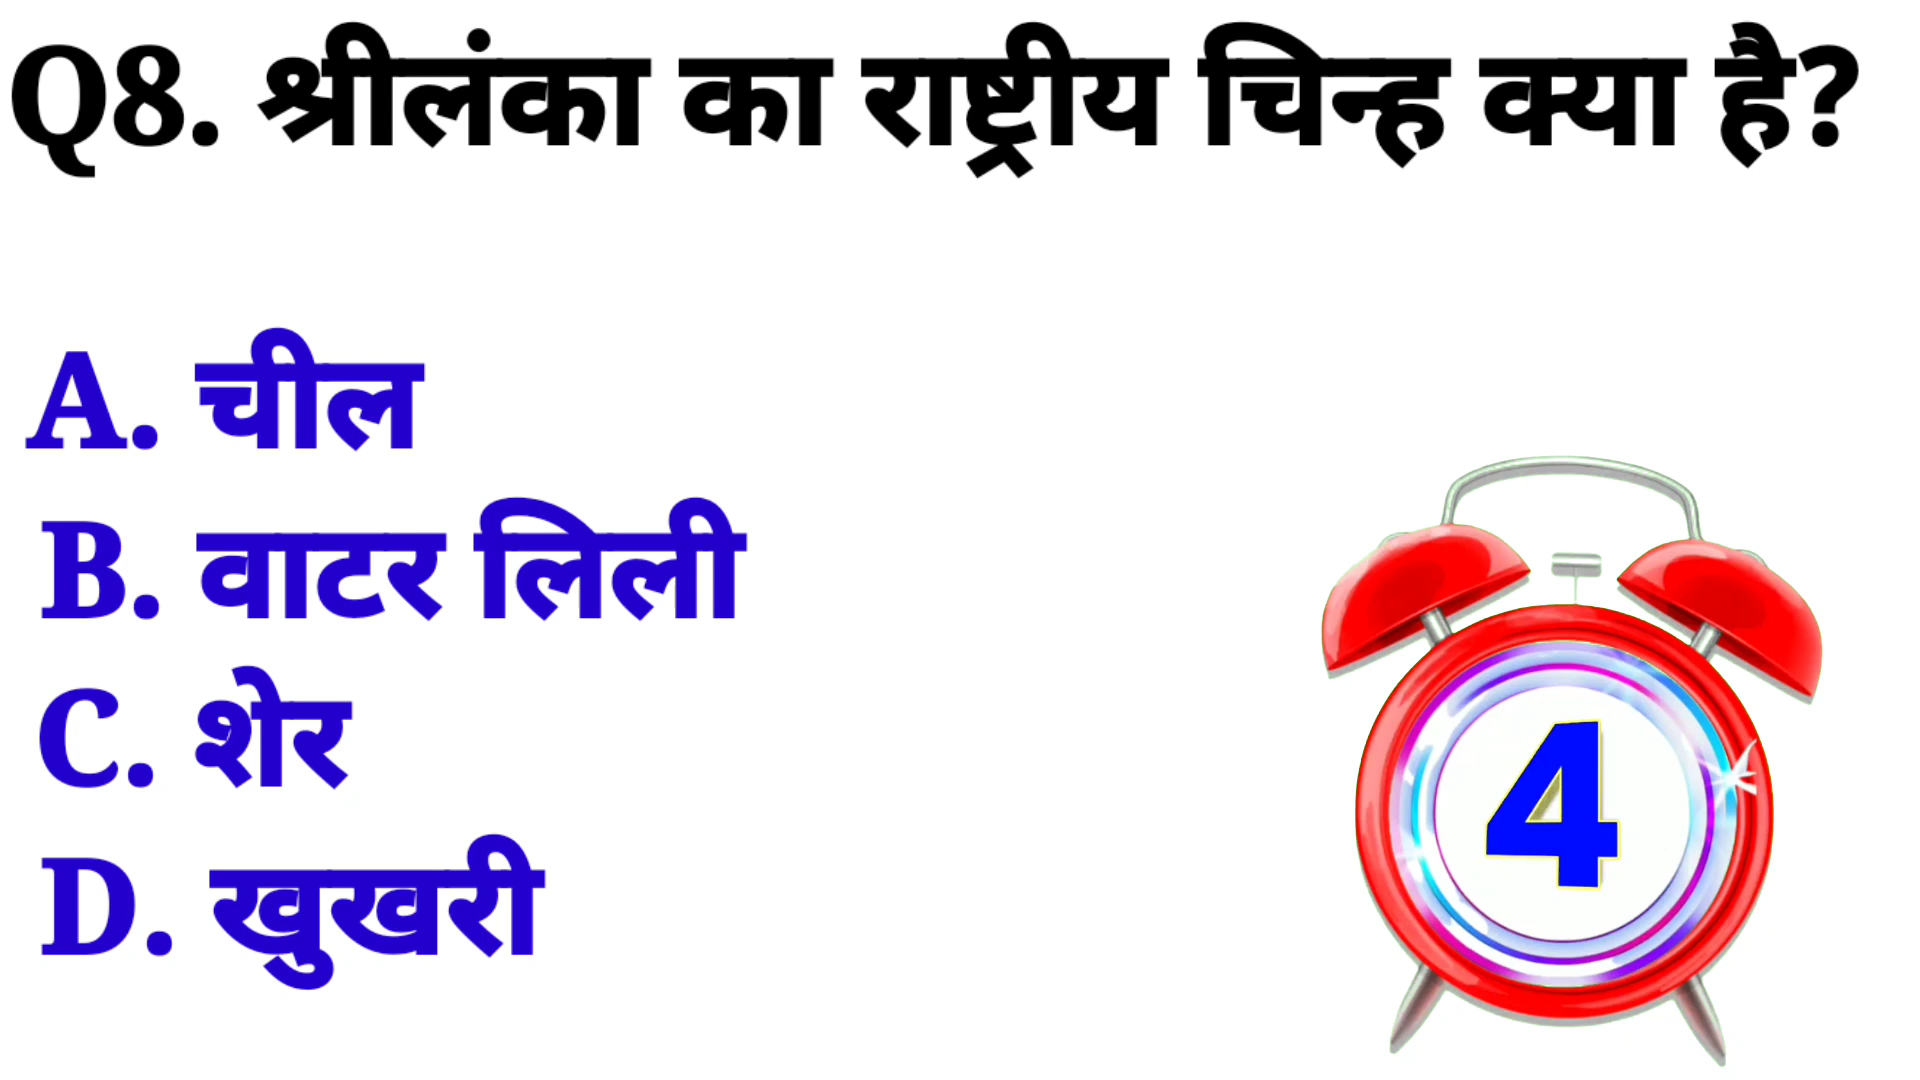 Q8. श्रीलंका का राष्ट्रीय चिन्ह क्या है?
A. चील
B. वाटर लिली
C. शेर
D. खुखरी
4